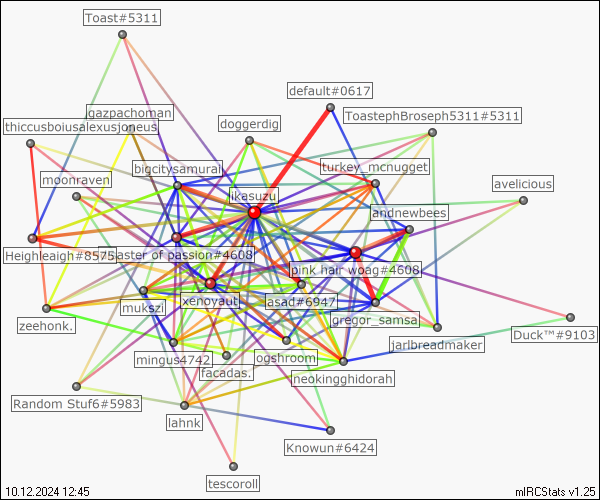 Toast#5311
default#0617
gazpachoman
ToastephBroseph5311#5311
thiccusboiusalexusjoneus
doggerdig
bigcitysamurai
turkey_mcnugget
moonraven
avelicious
ikasuzu
andnewbees
Heighleaigh#8575
aster of passion#4608
pink hair woag#4608
mukszi
xenoyaut
asad#6947
gregor_samsa
zeehonk.
Duck™#9103
mingus4742
ogshroom
jarlbreadmaker
facadas.
neokingghidorah
Random Stuf6#5983
lahnk
Knowun#6424
tescoroll
10.12.2024 12:45
mIRCStats v1.25